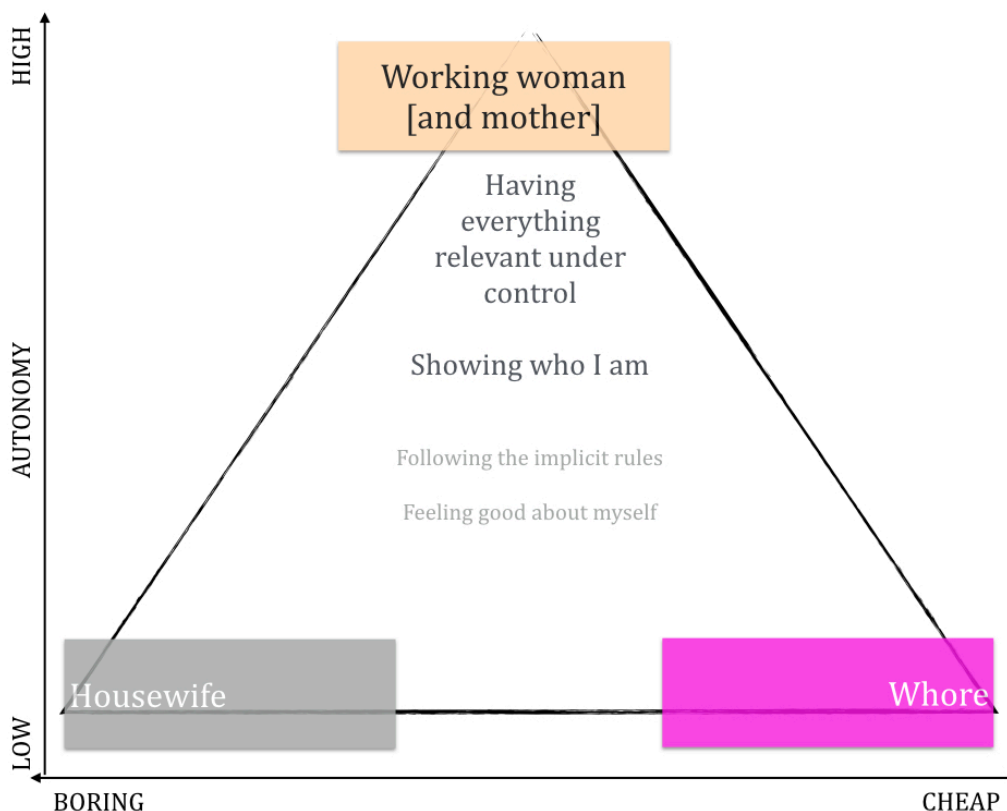 HIGH
Working woman
[and mother]
Having
everything
relevant under
control
Showing who I am
AUTONOMY
Following the implicit rules
Feeling good about myself
Housewife
Whore
LOW
BORING
CHEAP